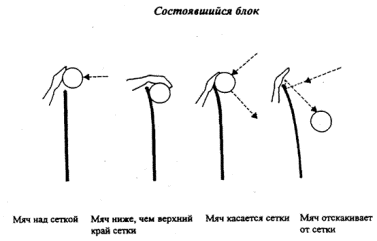 Состоявшийся блок
Мяч над сеткой
Мяч ниже, чем верхний
край сетки
Мяч касается сетки
Мяч отскакивает
от сетки